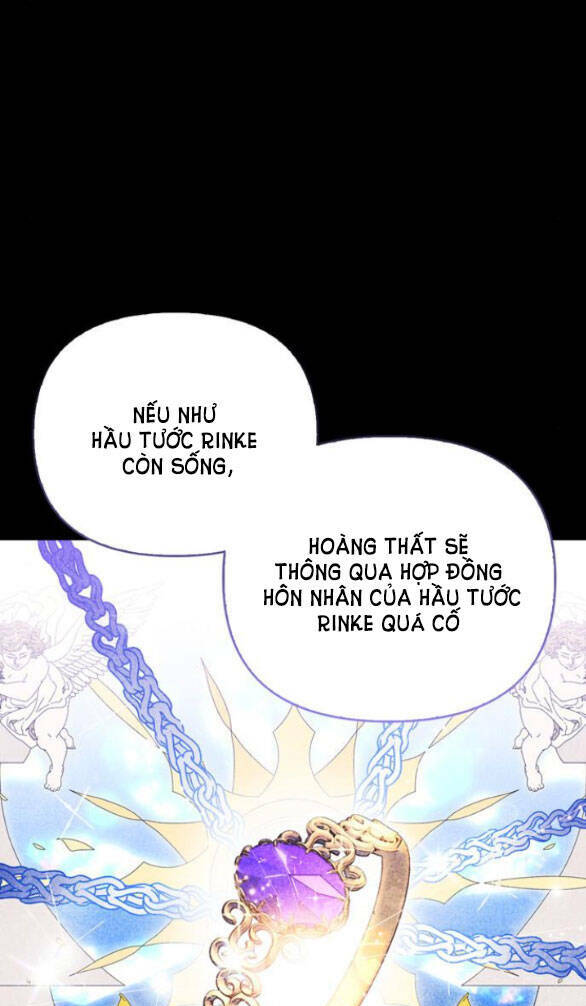 NẾU NHƯ
HẦU TƯỚC RINKE
CÒN SỐNG,
HOÀNG THẤT SẼ
THÔNG QUA HỢP ĐỒNG
HÔN NHÂN CỦA HẦU TƯỚC
RINKE QUÁ CỐ